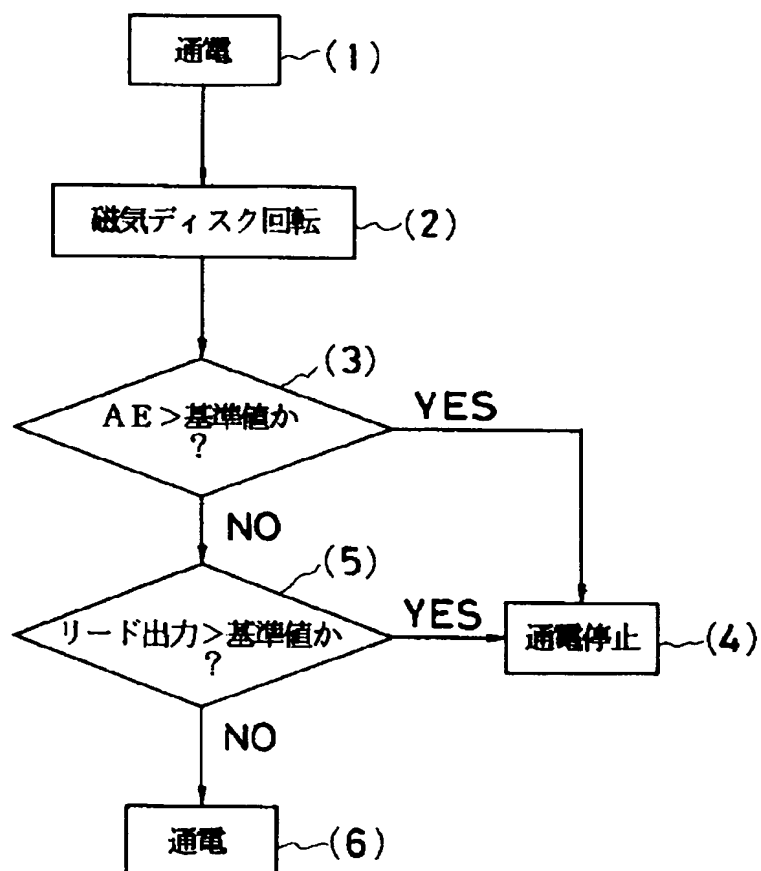 通電
(1)
磁気ディスク回転
(2)
(3)
AE>基準値か
?
YES
NO
(5)
リード出力>基準値か
?
YES
通電停止
(4)
NO
通電
(6)